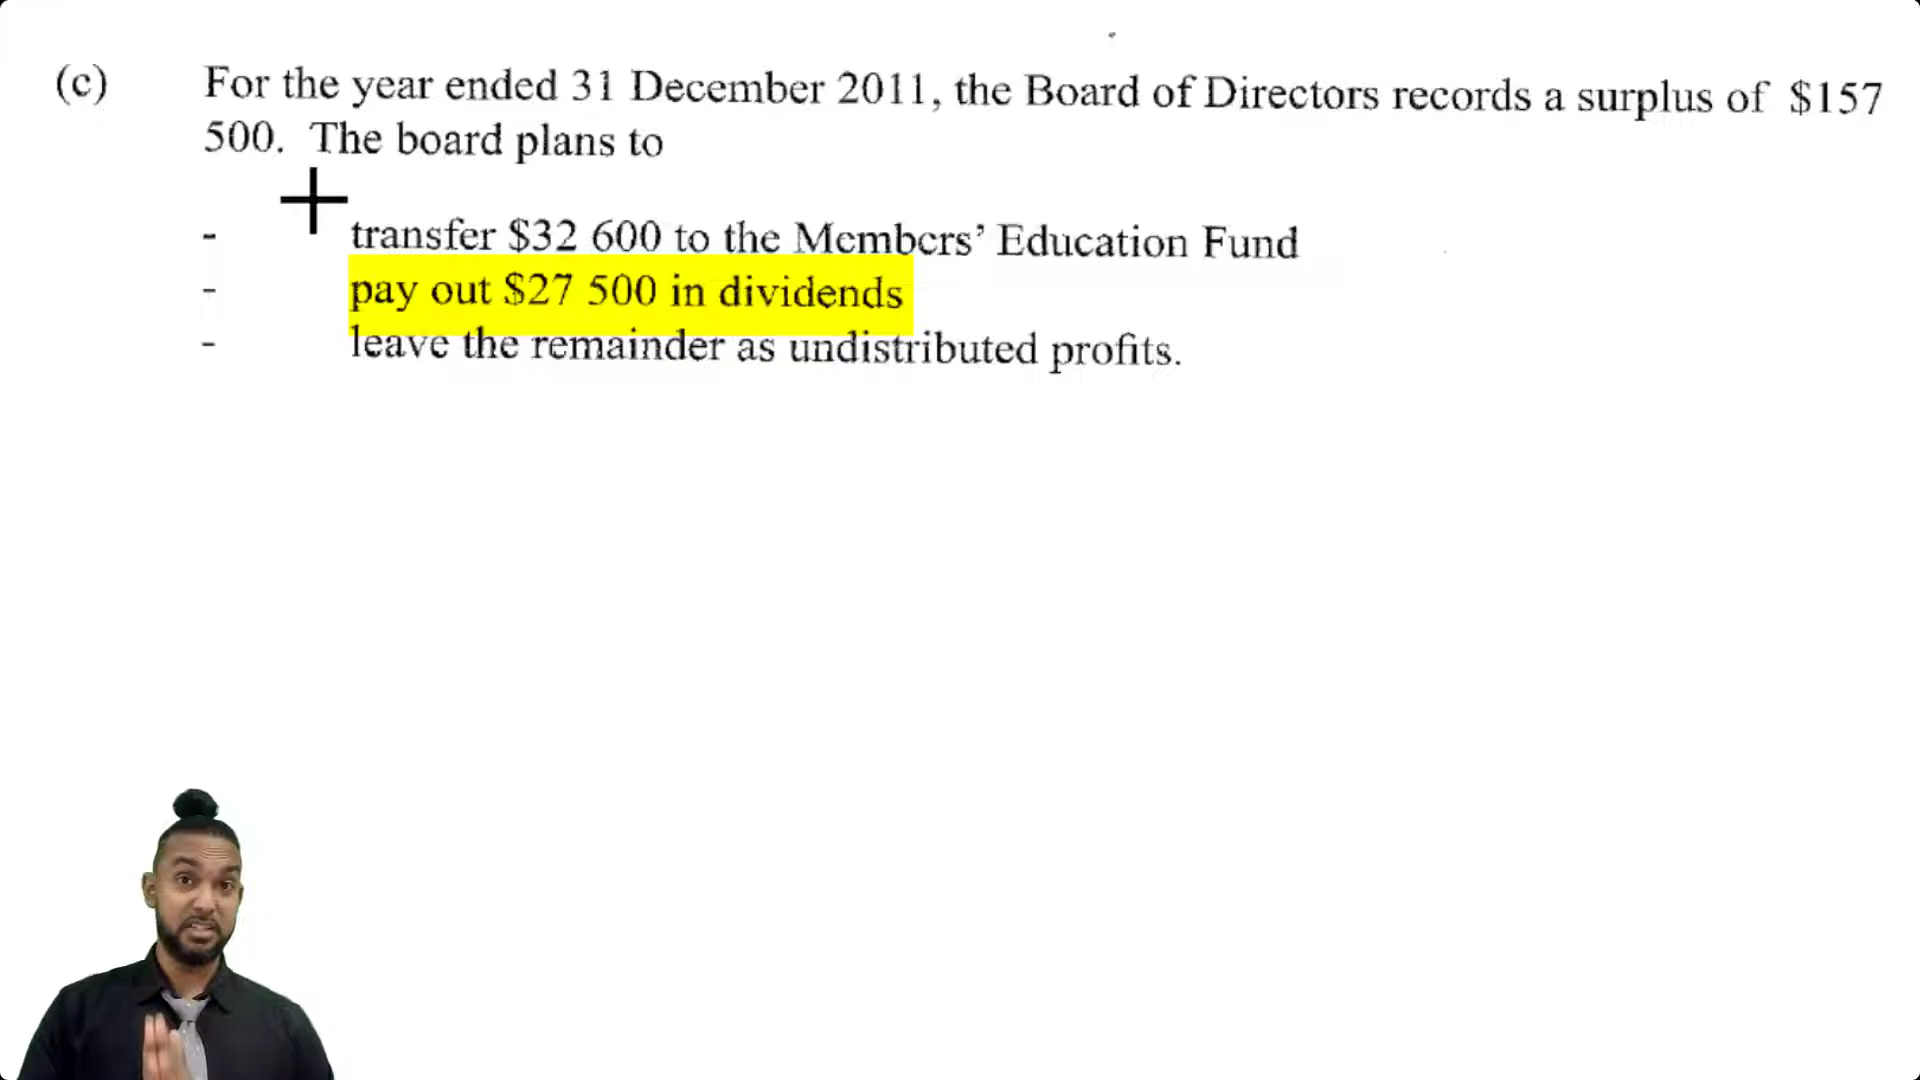 (c) For the year ended 31 December 2011, the Board of Directors records a surplus of $157
500. The board plans to
- transfer $32 600 to the Members' Education Fund
- pay out $27 500 in dividends
- leave the remainder as undistributed profits.